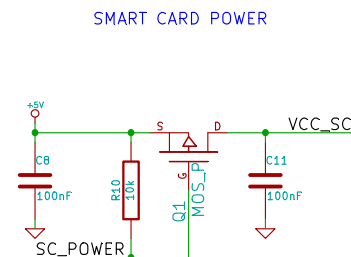 SMART CARD POWER
+5V
S
D
VCC_SC
C8
100nF
R10
10k
G
Q1
MOS_P
C11
100nF
SC_POWER